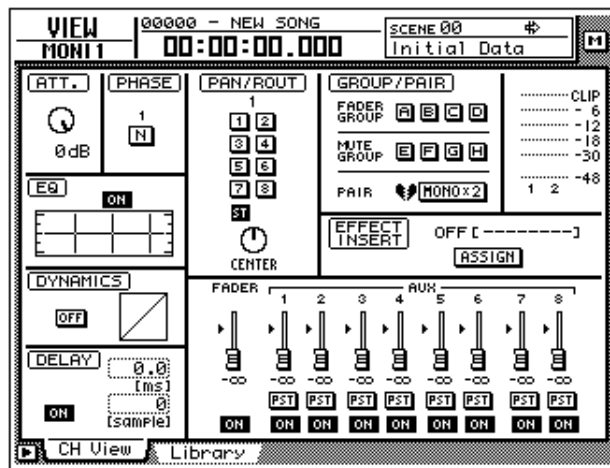 VIEW
MONI 1
00000 - NEW SONG
00:00:00.000
SCENE 00
Initial Data
M
ATT.
0dB
PHASE
1
N
PAN/ROUT
1
1 2
3 4
5 6
7 8
ST
CENTER
GROUP/PAIR
FADER GROUP A B C D
MUTE GROUP E F G H
PAIR MONO×2
CLIP
- 6
-12
-18
-30
-48
1 2
EQ
ON
EFFECT INSERT
OFF [---------]
ASSIGN
DYNAMICS
OFF
DELAY
0.0
[ms]
0
[sample]
ON
FADER AUX
1 2 3 4 5 6 7 8
-∞ -∞ -∞ -∞ -∞ -∞ -∞ -∞ -∞
PST PST PST PST PST PST PST PST
ON ON ON ON ON ON ON ON ON
CH View
Library